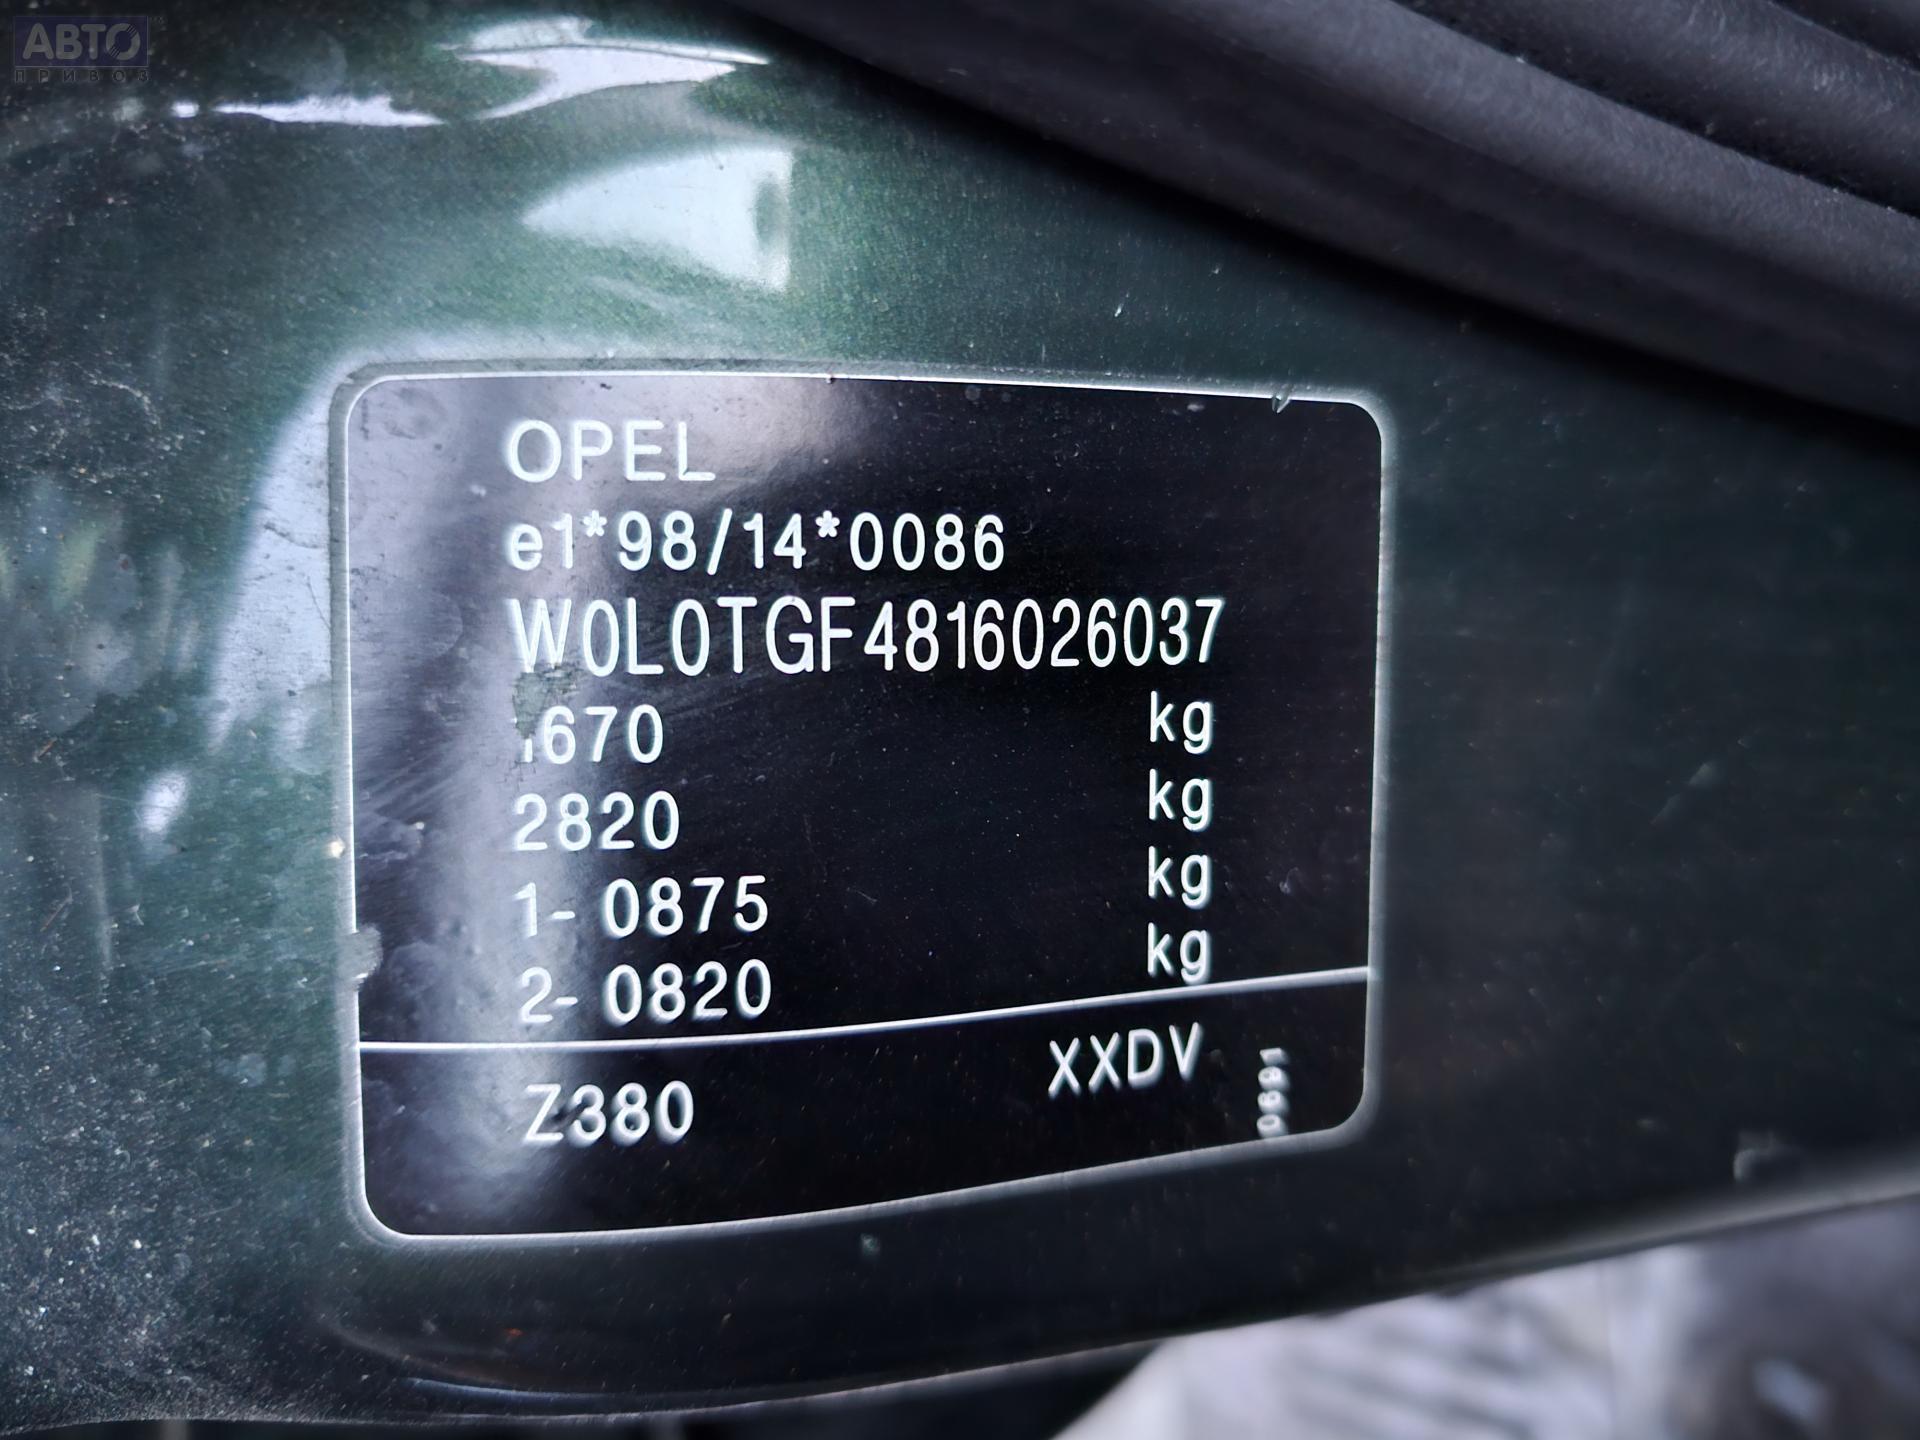 АВТО
ПРИВОЗ
OPEL
e1*98/14*0086
W0L0TGF4816026037
1670 kg
2820 kg
1- 0875 kg
2- 0820 kg
Z380 XXDV
06691